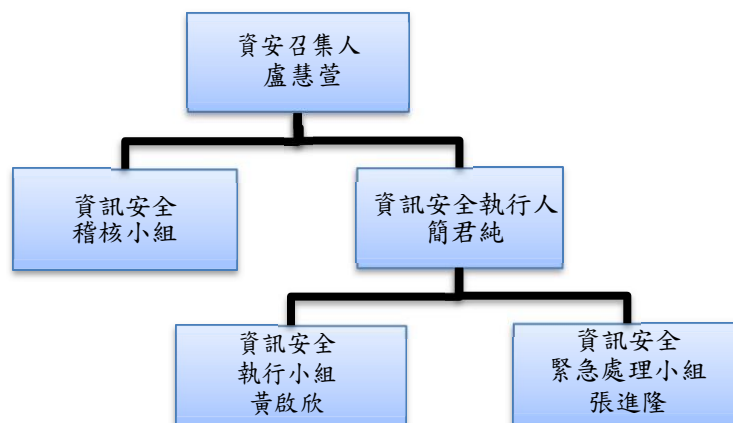 資安召集人
盧慧萱
資訊安全
稽核小組
資訊安全執行人
簡君純
資訊安全
執行小組
黃啟欣
資訊安全
緊急處理小組
張進隆